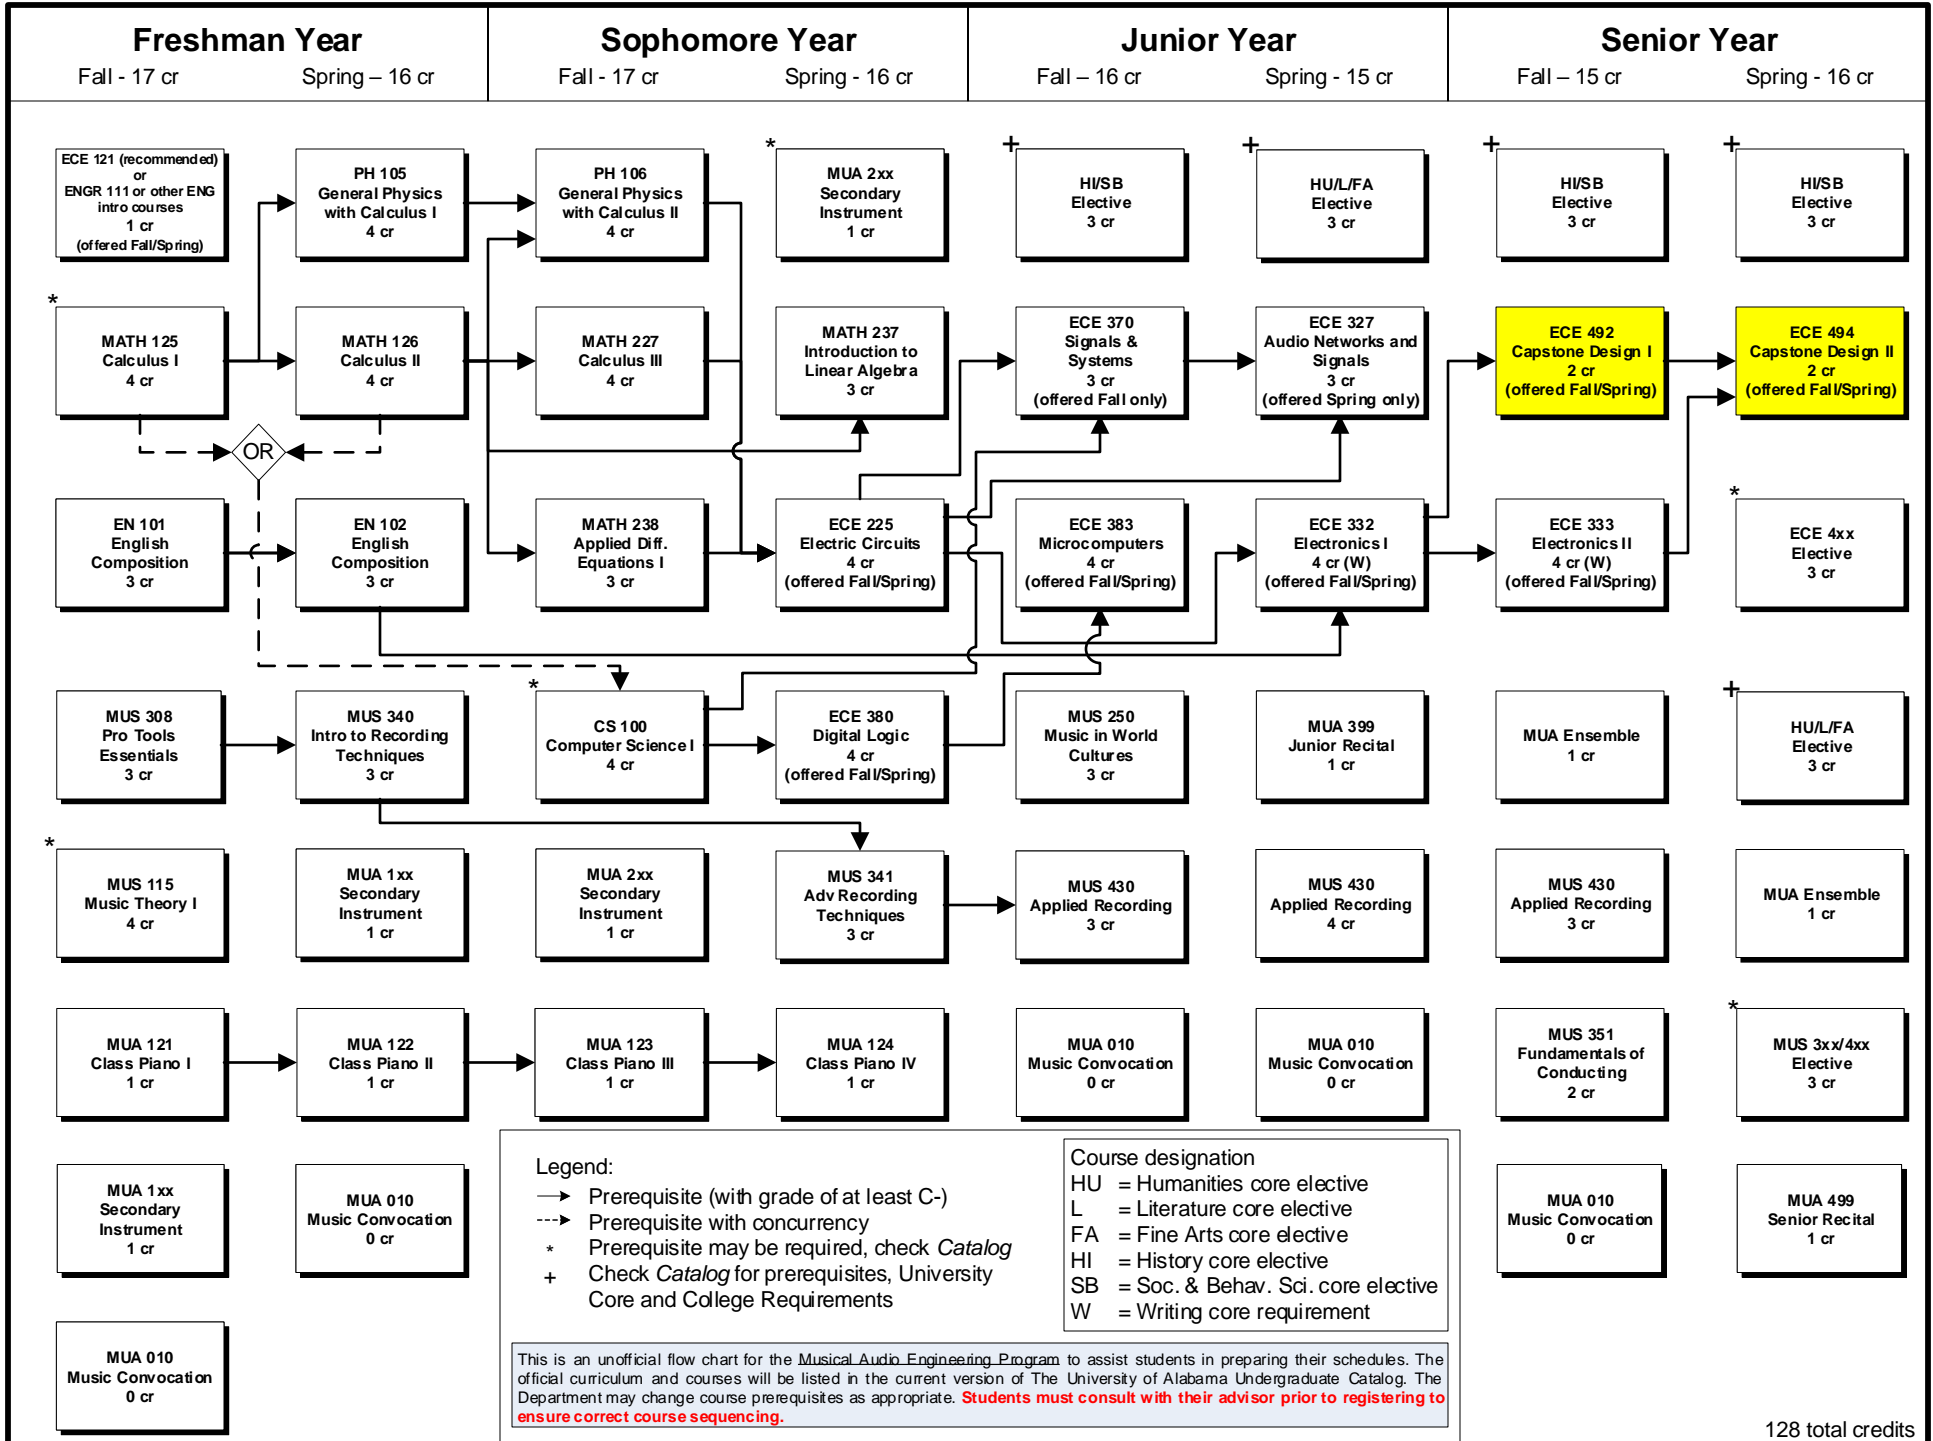 Freshman Year
Sophomore Year
Junior Year
Senior Year
Fall - 17 cr
Spring – 16 cr
Fall - 17 cr
Spring - 16 cr
Fall – 16 cr
Spring - 15 cr
Fall – 15 cr
Spring - 16 cr
ECE 121 (recommended)
or
ENGR 111 or other ENG
intro courses
1 cr
(offered Fall/Spring)
PH 105
General Physics
with Calculus I
4 cr
PH 106
General Physics
with Calculus II
4 cr
*
MUA 2xx
Secondary
Instrument
1 cr
+
HI/SB
Elective
3 cr
+
HU/L/FA
Elective
3 cr
+
HI/SB
Elective
3 cr
+
HI/SB
Elective
3 cr
*
MATH 125
Calculus I
4 cr
MATH 126
Calculus II
4 cr
MATH 227
Calculus III
4 cr
MATH 237
Introduction to
Linear Algebra
3 cr
ECE 370
Signals &
Systems
3 cr
(offered Fall only)
ECE 327
Audio Networks and
Signals
3 cr
(offered Spring only)
ECE 492
Capstone Design I
2 cr
(offered Fall/Spring)
ECE 494
Capstone Design II
2 cr
(offered Fall/Spring)
OR
EN 101
English
Composition
3 cr
EN 102
English
Composition
3 cr
MATH 238
Applied Diff.
Equations I
3 cr
ECE 225
Electric Circuits
4 cr
(offered Fall/Spring)
ECE 383
Microcomputers
4 cr
(offered Fall/Spring)
ECE 332
Electronics I
4 cr (W)
(offered Fall/Spring)
ECE 333
Electronics II
4 cr (W)
(offered Fall/Spring)
*
ECE 4xx
Elective
3 cr
MUS 308
Pro Tools
Essentials
3 cr
MUS 340
Intro to Recording
Techniques
3 cr
*
CS 100
Computer Science I
4 cr
ECE 380
Digital Logic
4 cr
(offered Fall/Spring)
MUS 250
Music in World
Cultures
3 cr
MUA 399
Junior Recital
1 cr
MUA Ensemble
1 cr
+
HU/L/FA
Elective
3 cr
*
MUS 115
Music Theory I
4 cr
MUA 1xx
Secondary
Instrument
1 cr
MUA 2xx
Secondary
Instrument
1 cr
MUS 341
Adv Recording
Techniques
3 cr
MUS 430
Applied Recording
3 cr
MUS 430
Applied Recording
4 cr
MUS 430
Applied Recording
3 cr
MUA Ensemble
1 cr
MUA 121
Class Piano I
1 cr
MUA 122
Class Piano II
1 cr
MUA 123
Class Piano III
1 cr
MUA 124
Class Piano IV
1 cr
MUA 010
Music Convocation
0 cr
MUA 010
Music Convocation
0 cr
MUS 351
Fundamentals of
Conducting
2 cr
*
MUS 3xx/4xx
Elective
3 cr
MUA 1xx
Secondary
Instrument
1 cr
MUA 010
Music Convocation
0 cr
MUA 010
Music Convocation
0 cr
MUA 499
Senior Recital
1 cr
MUA 010
Music Convocation
0 cr
Legend:
Prerequisite (with grade of at least C-)
Prerequisite with concurrency
* Prerequisite may be required, check Catalog
+ Check Catalog for prerequisites, University
Core and College Requirements
Course designation
HU = Humanities core elective
L = Literature core elective
FA = Fine Arts core elective
HI = History core elective
SB = Soc. & Behav. Sci. core elective
W = Writing core requirement
This is an unofficial flow chart for the Musical Audio Engineering Program to assist students in preparing their schedules. The
official curriculum and courses will be listed in the current version of The University of Alabama Undergraduate Catalog. The
Department may change course prerequisites as appropriate. Students must consult with their advisor prior to registering to
ensure correct course sequencing.
128 total credits